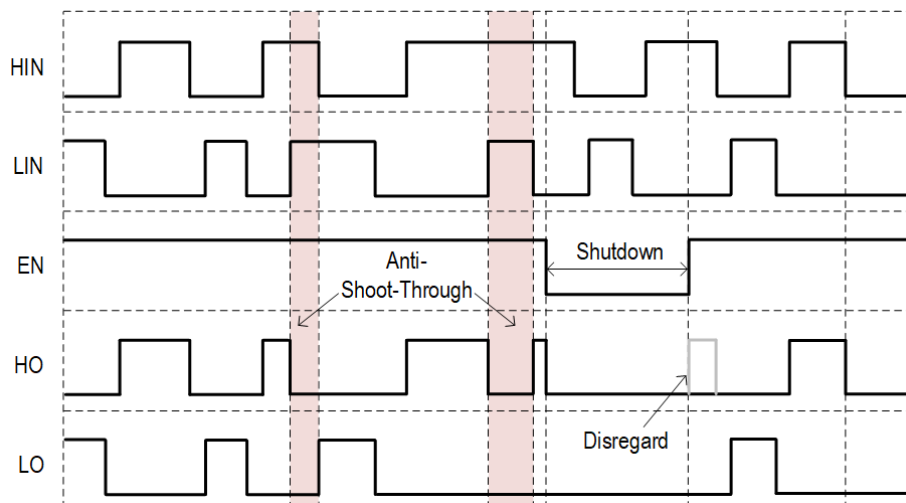 HIN
LIN
EN
Anti-
Shoot-Through
Shutdown
HO
Disregard
LO